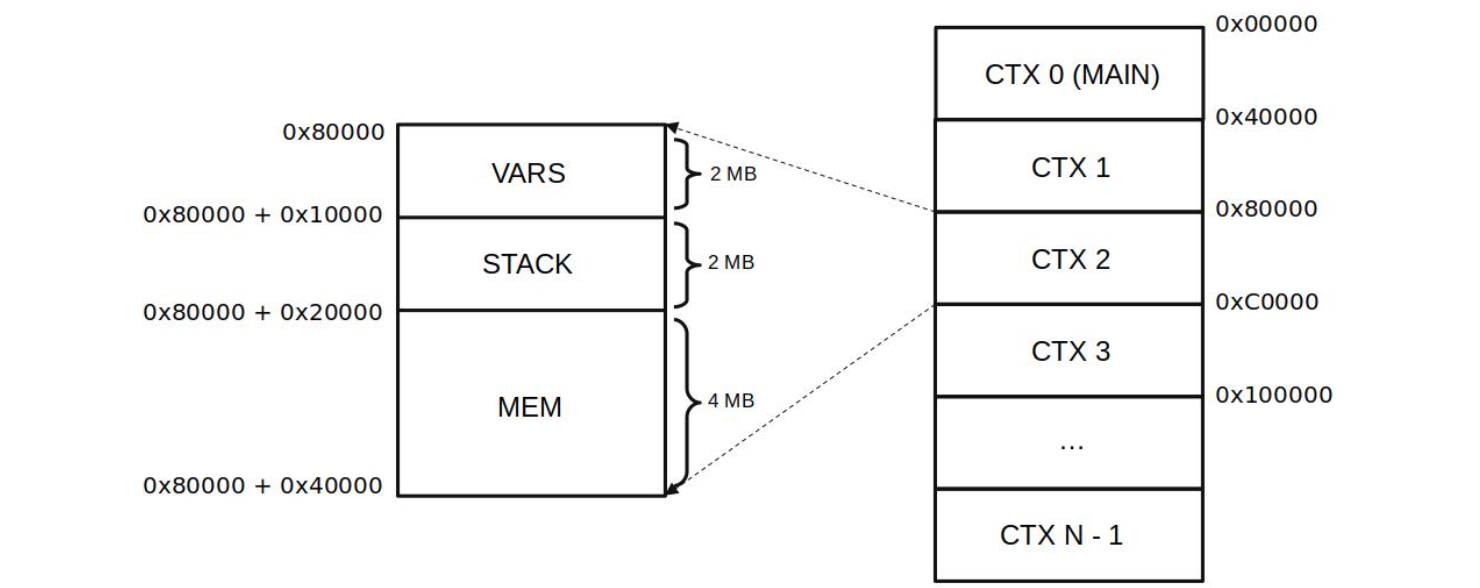 0x80000
VARS
2 MB
0x80000 + 0x10000
STACK
2 MB
0x80000 + 0x20000
MEM
4 MB
0x80000 + 0x40000
0x00000
CTX 0 (MAIN)
0x40000
CTX 1
0x80000
CTX 2
0xC0000
CTX 3
0x100000
...
CTX N - 1